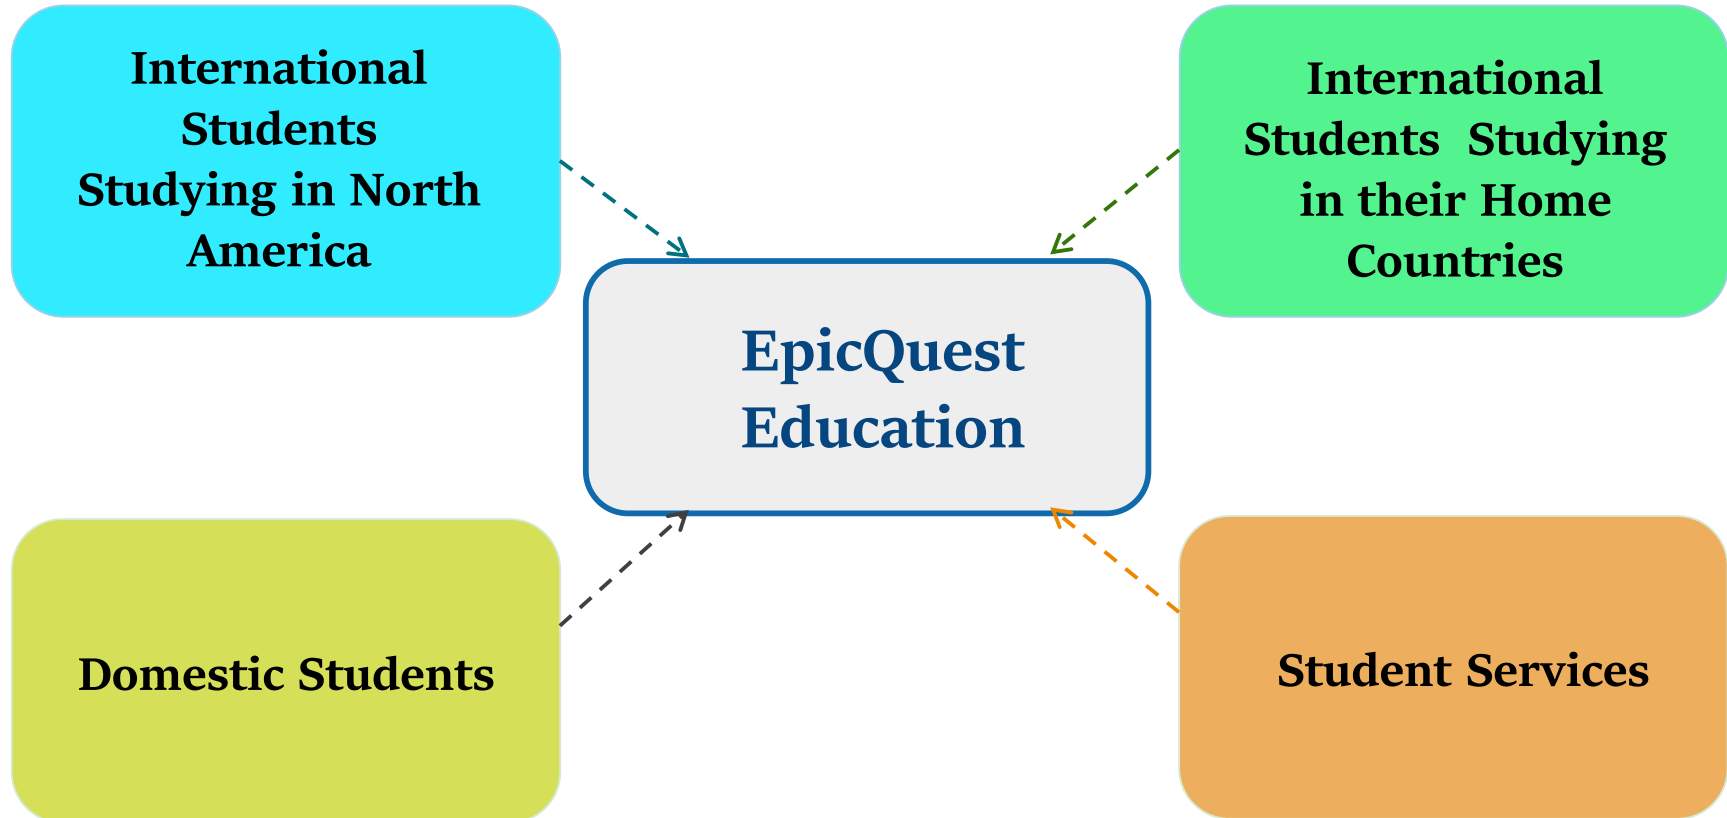 International
Students
Studying in North
America
International
Students  Studying
in their Home
Countries
EpicQuest
Education
Domestic Students
Student Services